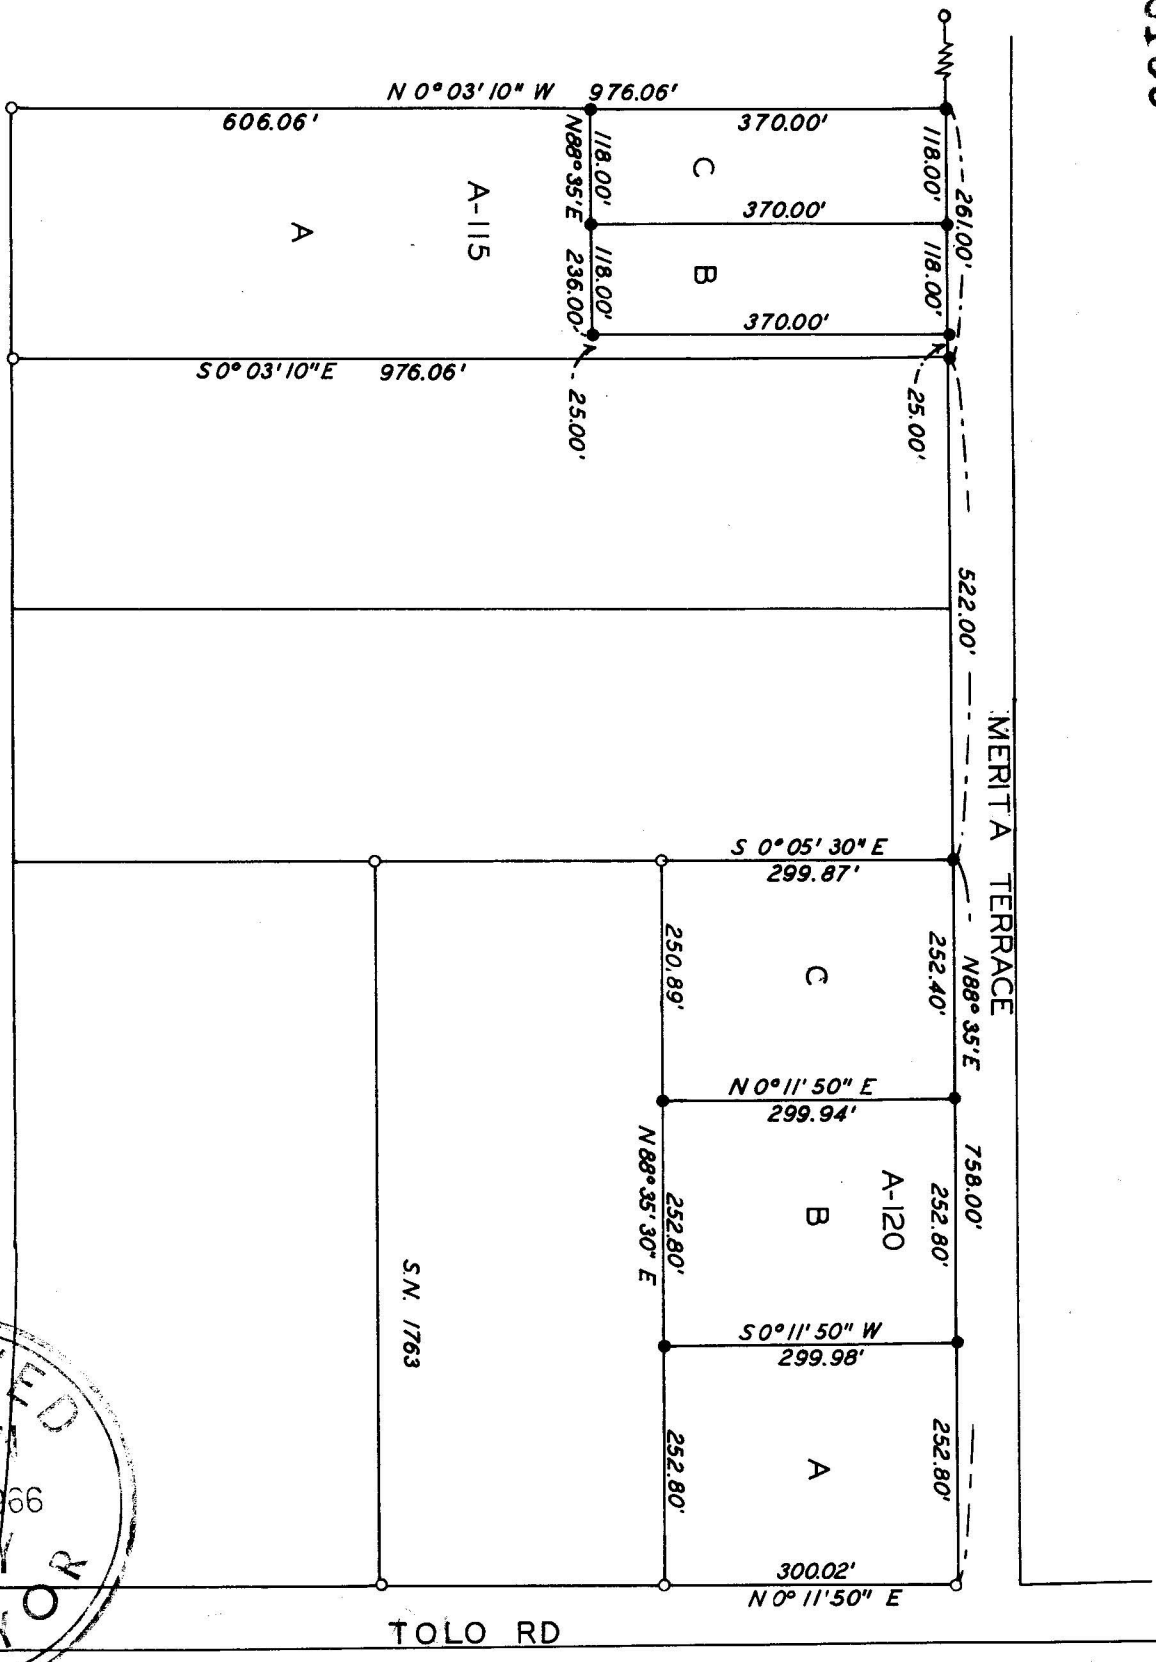 N 0° 03' 10" W 976.06'
606.06'
370.00'
118.00'
261.00'
118.00'
N88° 35' E
C
370.00'
A-115
A
B
118.00'
236.00'
118.00'
370.00'
S 0° 03' 10" E 976.06'
25.00'
25.00'
522.00'
MERITA TERRACE
S 0° 05' 30" E
299.87'
250.89'
C
252.40'
N88° 35' E
N 0° 11' 50" E
299.94'
N 88° 35' 30" E
252.80'
B
A-120
252.80'
758.00'
S.N. 1763
S 0° 11' 50" W
299.98'
252.80'
A
252.80'
300.02'
N 0° 11' 50" E
TOLO RD
66